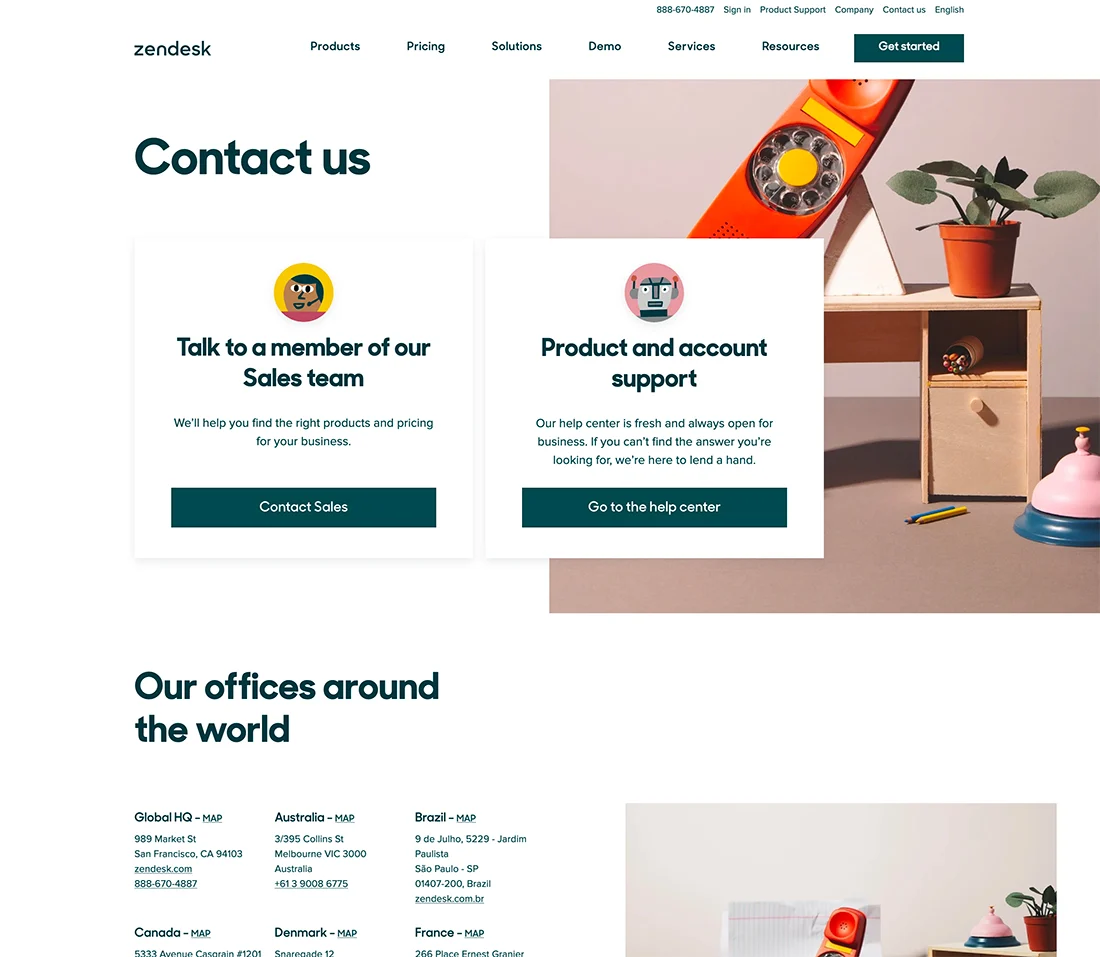 888-670-4887 Sign in Product Support Company Contact us English
zendesk Products Pricing Solutions Demo Services Resources Get started
Contact us
Talk to a member of our
Sales team
We'll help you find the right products and pricing
for your business.
Contact Sales
Product and account
support
Our help center is fresh and always open for
business. If you can't find the answer you're
looking for, we're here to lend a hand.
Go to the help center
Our offices around
the world
Global HQ – MAP
989 Market St
San Francisco, CA 94103
zendesk.com
888-670-4887
Australia – MAP
3/395 Collins St
Melbourne VIC 3000
Australia
+61 3 9008 6775
Brazil – MAP
9 de Julho, 5229 - Jardim
Paulista
São Paulo - SP
01407-200, Brazil
zendesk.com.br
Canada – MAP
5333 Avenue Casgrain #1201
Denmark – MAP
Snaregade 12
France – MAP
266 Place Ernest Granier